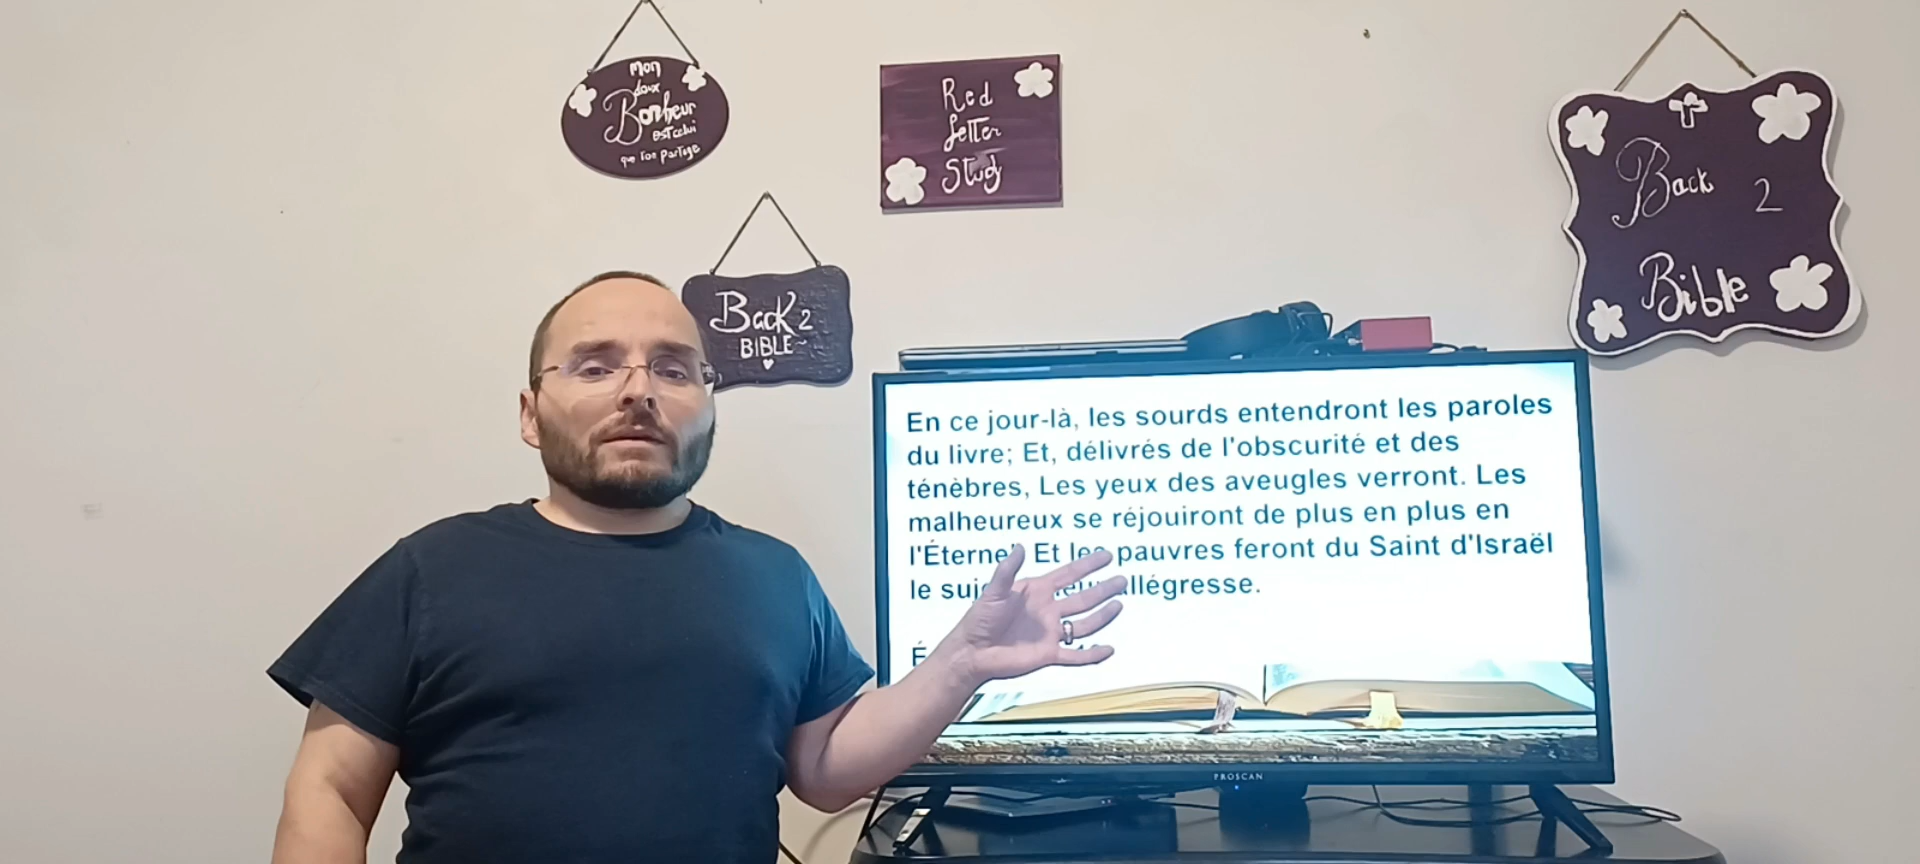 mon
doux
Bonheur
est celui
que l'on partage
Red
Letter
Study
Back 2
BIBLE
Back 2
Bible
En ce jour-là, les sourds entendront les paroles
du livre; Et, délivrés de l'obscurité et des
ténèbres, Les yeux des aveugles verront. Les
malheureux se réjouiront de plus en plus en
l'Éternel Et les pauvres feront du Saint d'Israël
le allégresse.
PROSCAN